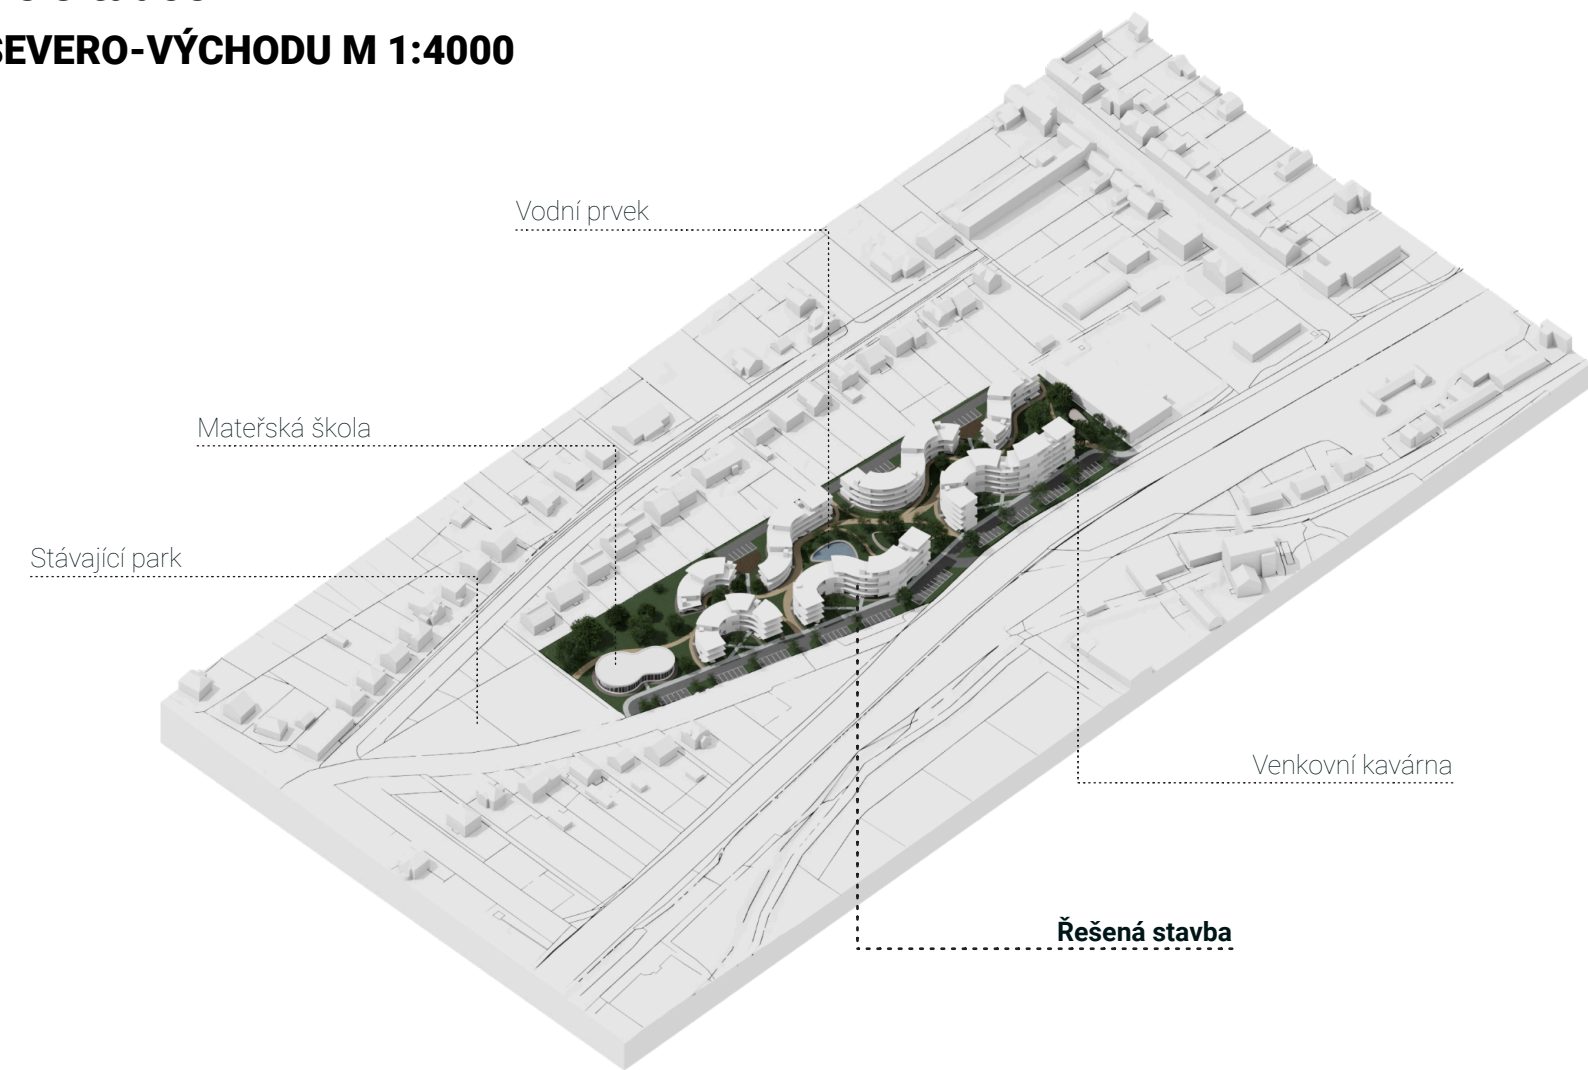 SEVERO-VÝCHODU M 1:4000
Vodní prvek
Mateřská škola
Stávající park
Venkovní kavárna
Řešená stavba